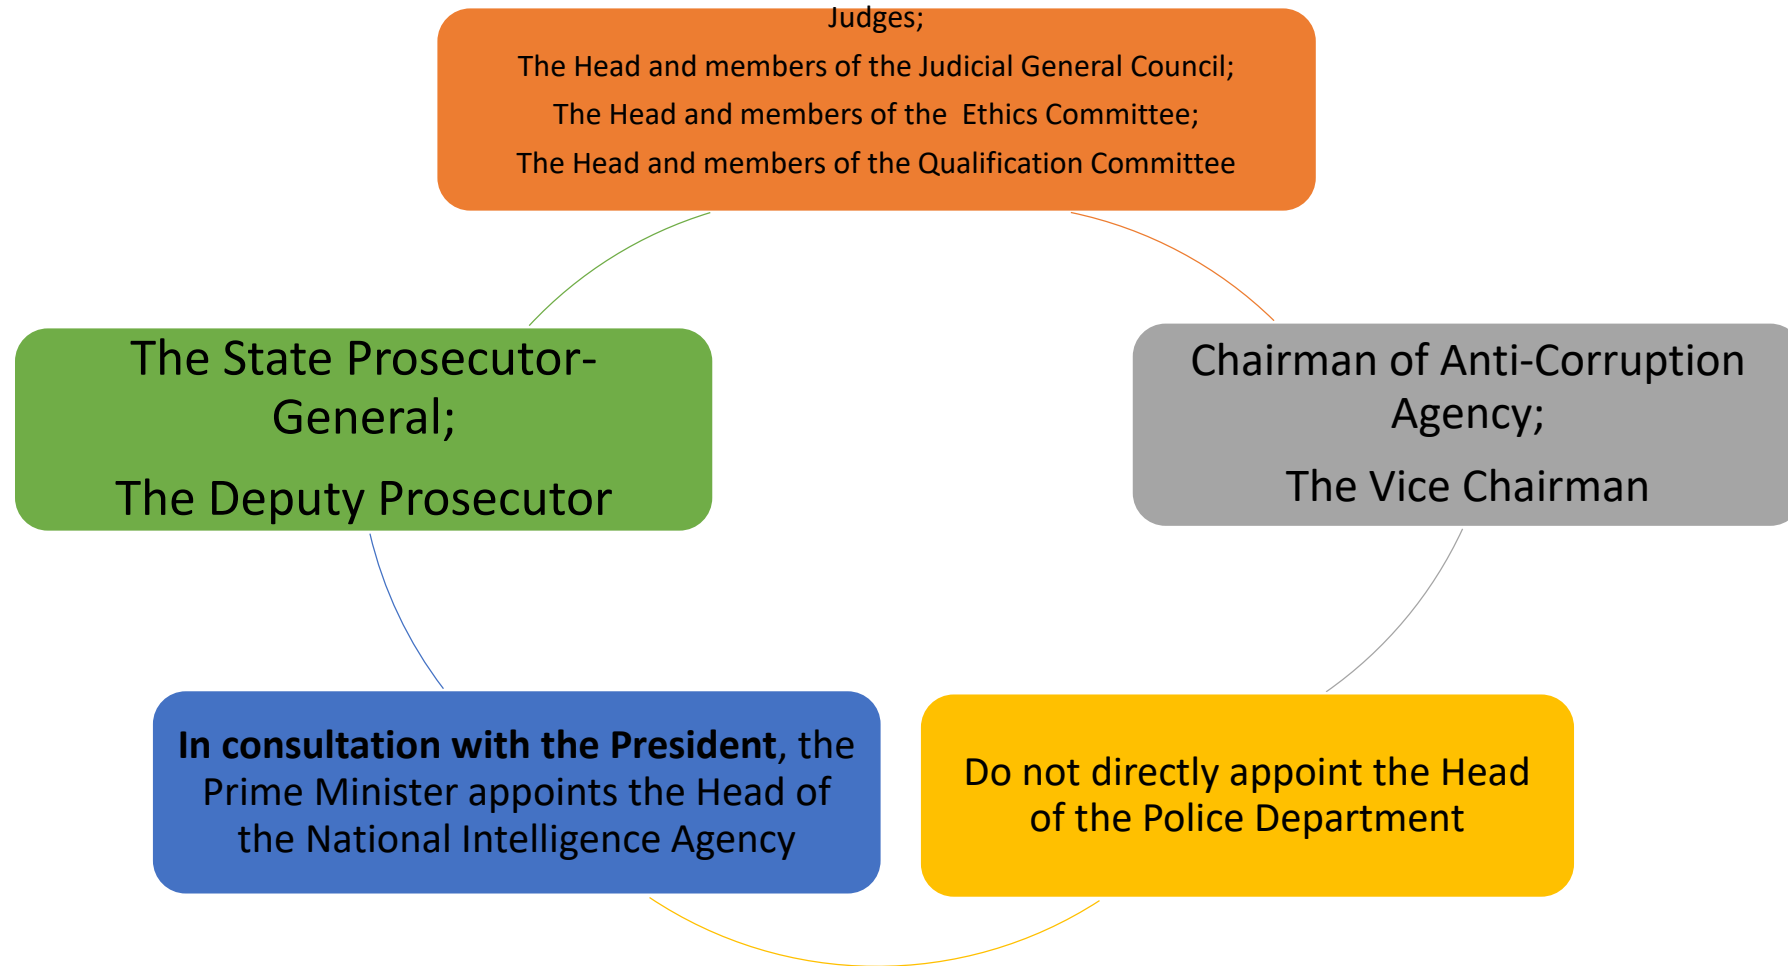 Judges;
The Head and members of the Judicial General Council;
The Head and members of the Ethics Committee;
The Head and members of the Qualification Committee
The State Prosecutor-
General;
The Deputy Prosecutor
Chairman of Anti-Corruption
Agency;
The Vice Chairman
In consultation with the President, the
Prime Minister appoints the Head of
the National Intelligence Agency
Do not directly appoint the Head
of the Police Department